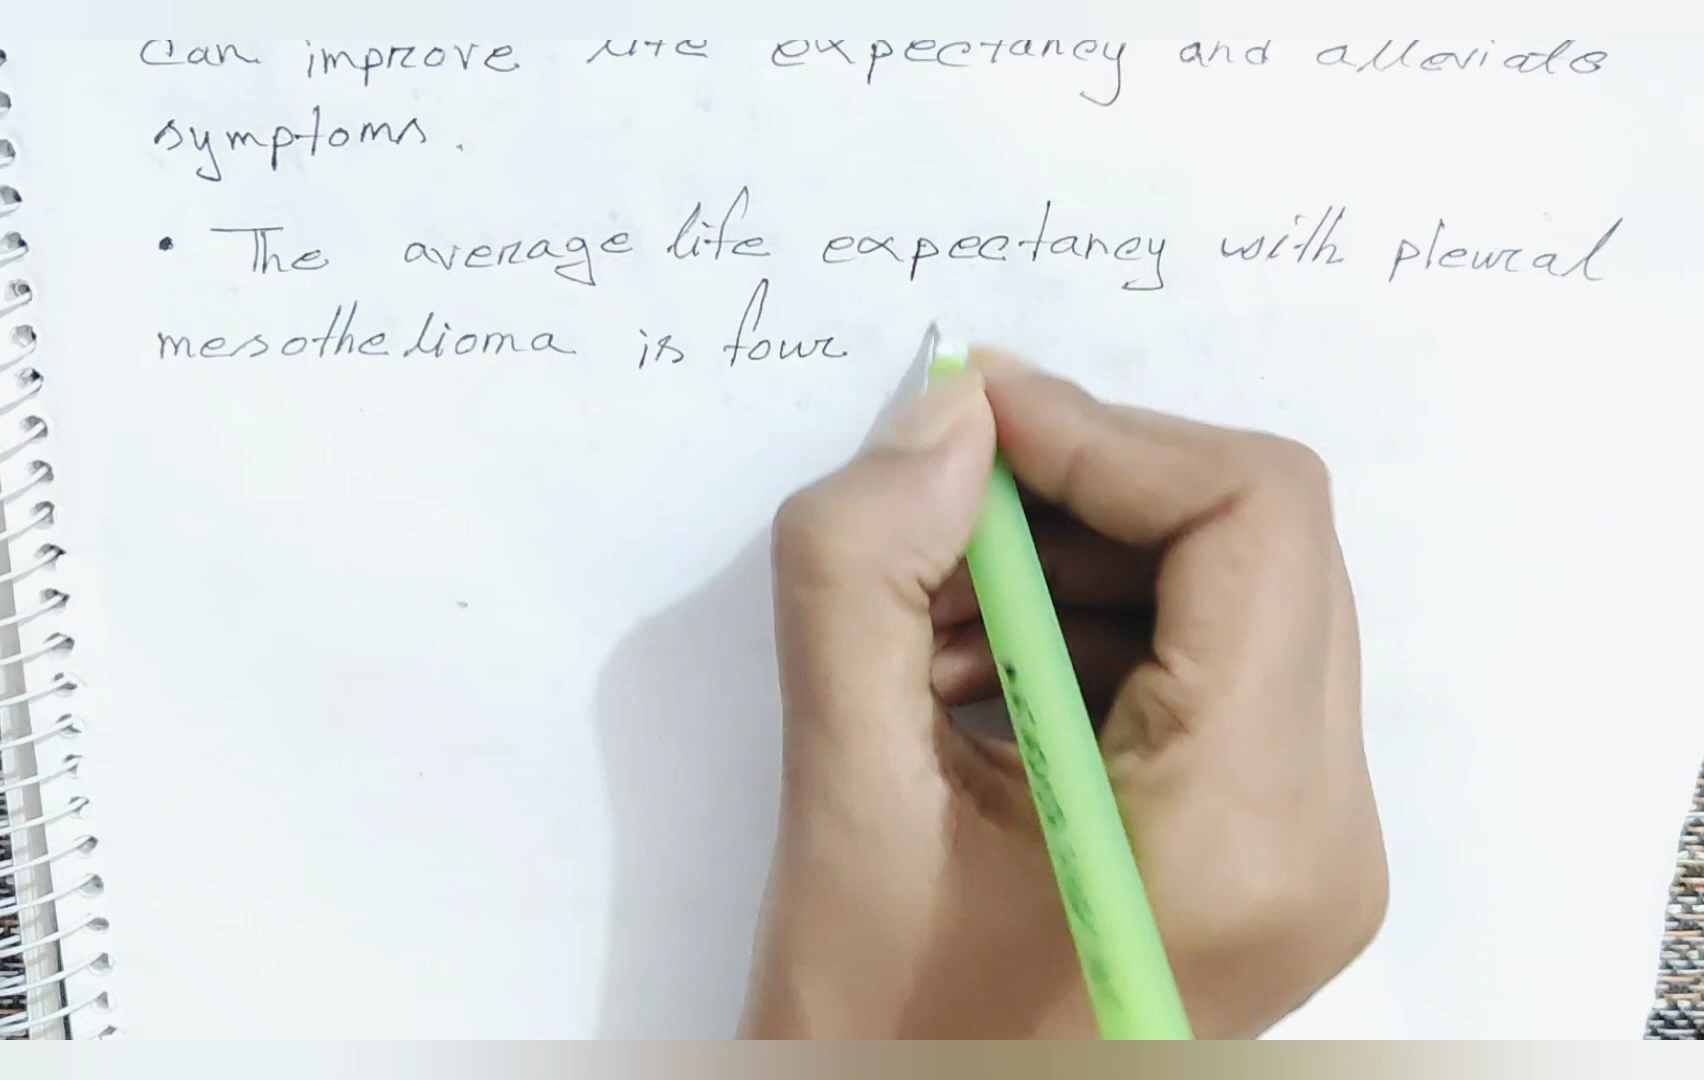 can improve life expectancy and alleviate
symptoms.
• The average life expectancy with pleural
mesothelioma is four